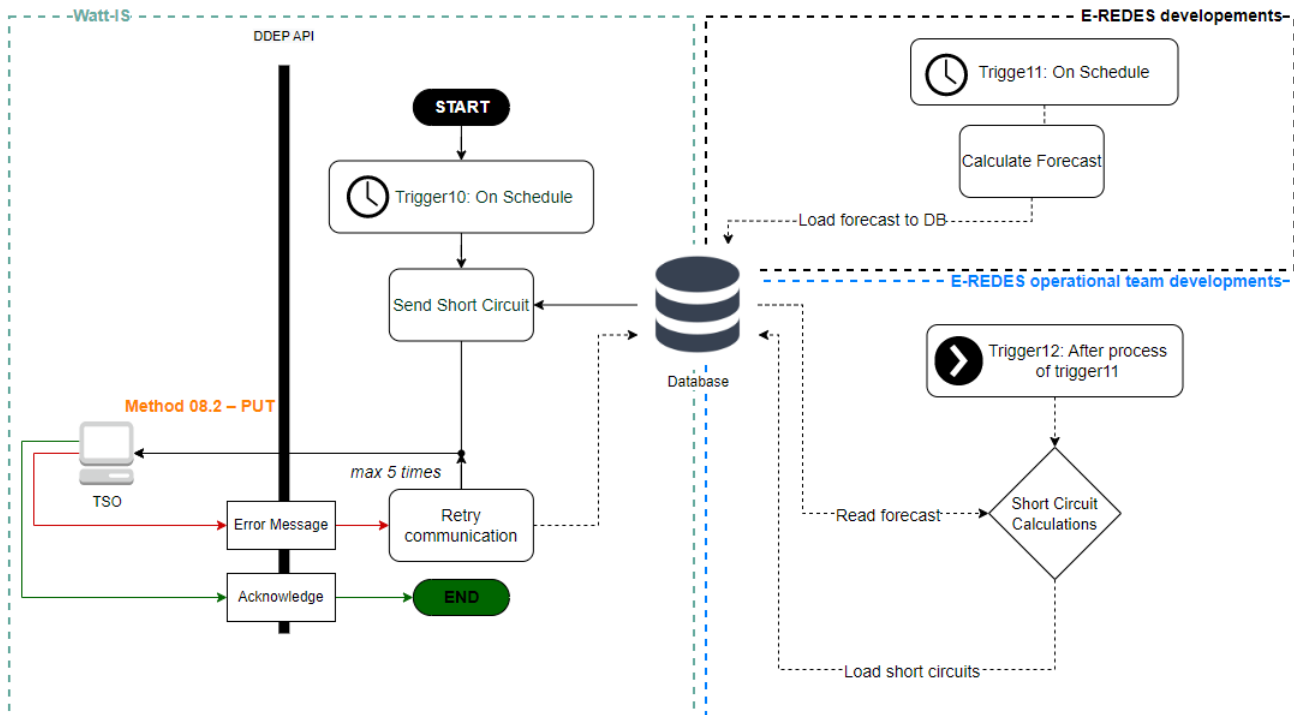 Watt-IS
E-REDES developements
DDEP API
Trigge11: On Schedule
START
Calculate Forecast
Trigger10: On Schedule
Load forecast to DB
E-REDES operational team developments
Send Short Circuit
Trigger12: After process
of trigger11
Database
Method 08.2 – PUT
max 5 times
TSO
Short Circuit
Calculations
Retry
communication
Error Message
Read forecast
Acknowledge
END
Load short circuits